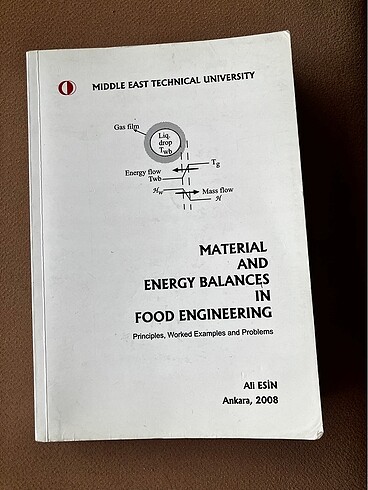 MIDDLE EAST TECHNICAL UNIVERSITY
Gas film
Liq.
drop
Twb
Tg
Energy flow
Twb
ℋw
Mass flow
ℋ
MATERIAL
AND
ENERGY BALANCES
IN
FOOD ENGINEERING
Principles, Worked Examples and Problems
Ali ESİN
Ankara, 2008